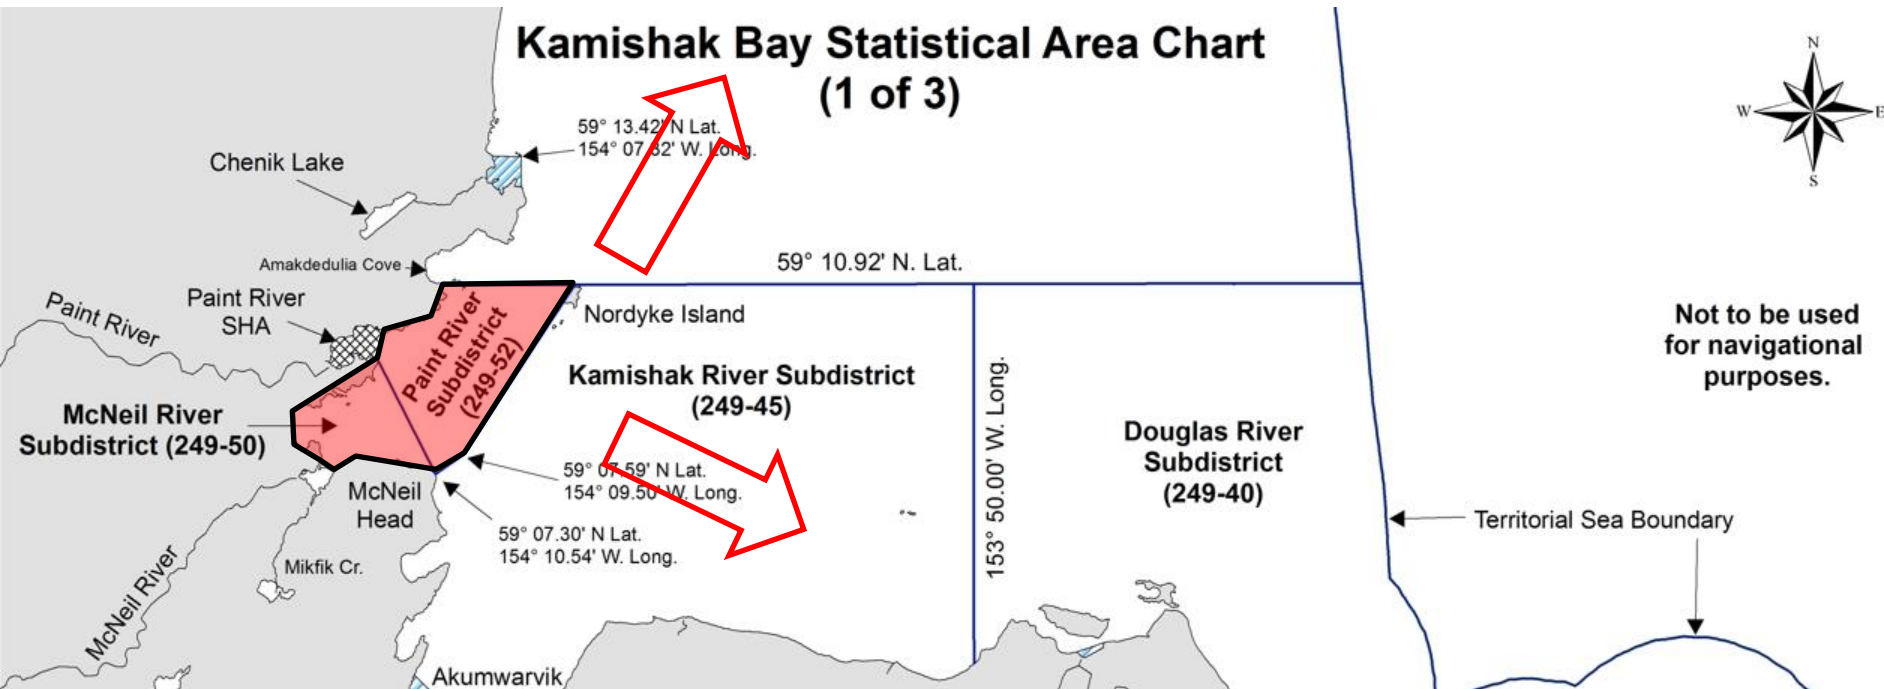 Kamishak Bay Statistical Area Chart
(1 of 3)
N
W
E
S
59° 13.42' N Lat.
154° 07.32' W. Long.
Chenik Lake
Amakdedulia Cove
59° 10.92' N. Lat.
Paint River
Paint River
SHA
Nordyke Island
Paint River
Subdistrict
(249-52)
Not to be used
for navigational
purposes.
Kamishak River Subdistrict
(249-45)
McNeil River
Subdistrict (249-50)
153° 50.00' W. Long.
Douglas River
Subdistrict
(249-40)
59° 07.59' N Lat.
154° 09.50' W. Long.
McNeil
Head
59° 07.30' N Lat.
154° 10.54' W. Long.
Territorial Sea Boundary
Mikfik Cr.
McNeil River
Akumwarvik